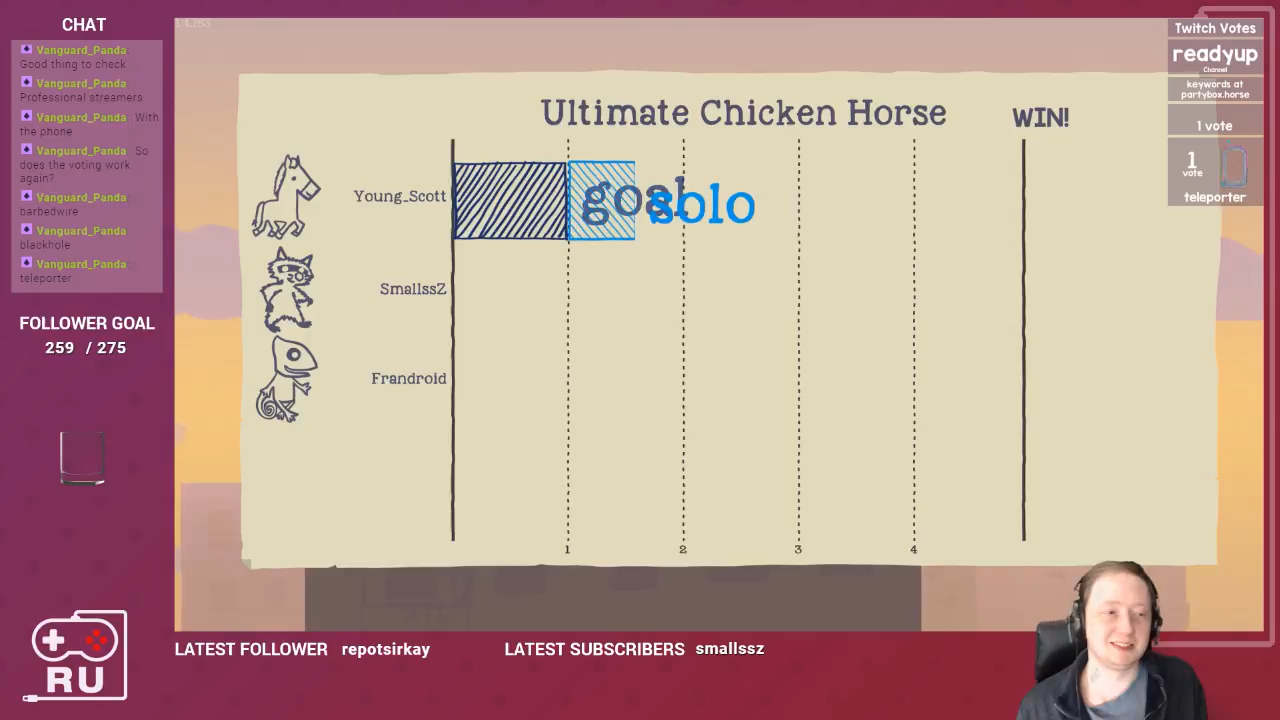 CHAT
Vanguard_Panda
Good thing to check
Vanguard_Panda
Professional streamers
Vanguard_Panda With
the phone
Vanguard_Panda So
does the voting work
again?
Vanguard_Panda
barbedwire
Vanguard_Panda
blackhole
Vanguard_Panda
teleporter
FOLLOWER GOAL
259 / 275
RU
Ultimate Chicken Horse
WIN!
Young_Scott
goal
solo
SmallssZ
Frandroid
1 2 3 4
LATEST FOLLOWER repotsirkay
LATEST SUBSCRIBERS smallssz
Twitch Votes
readyup
Channel
keywords at
partybox.horse
1 vote
1
vote
teleporter